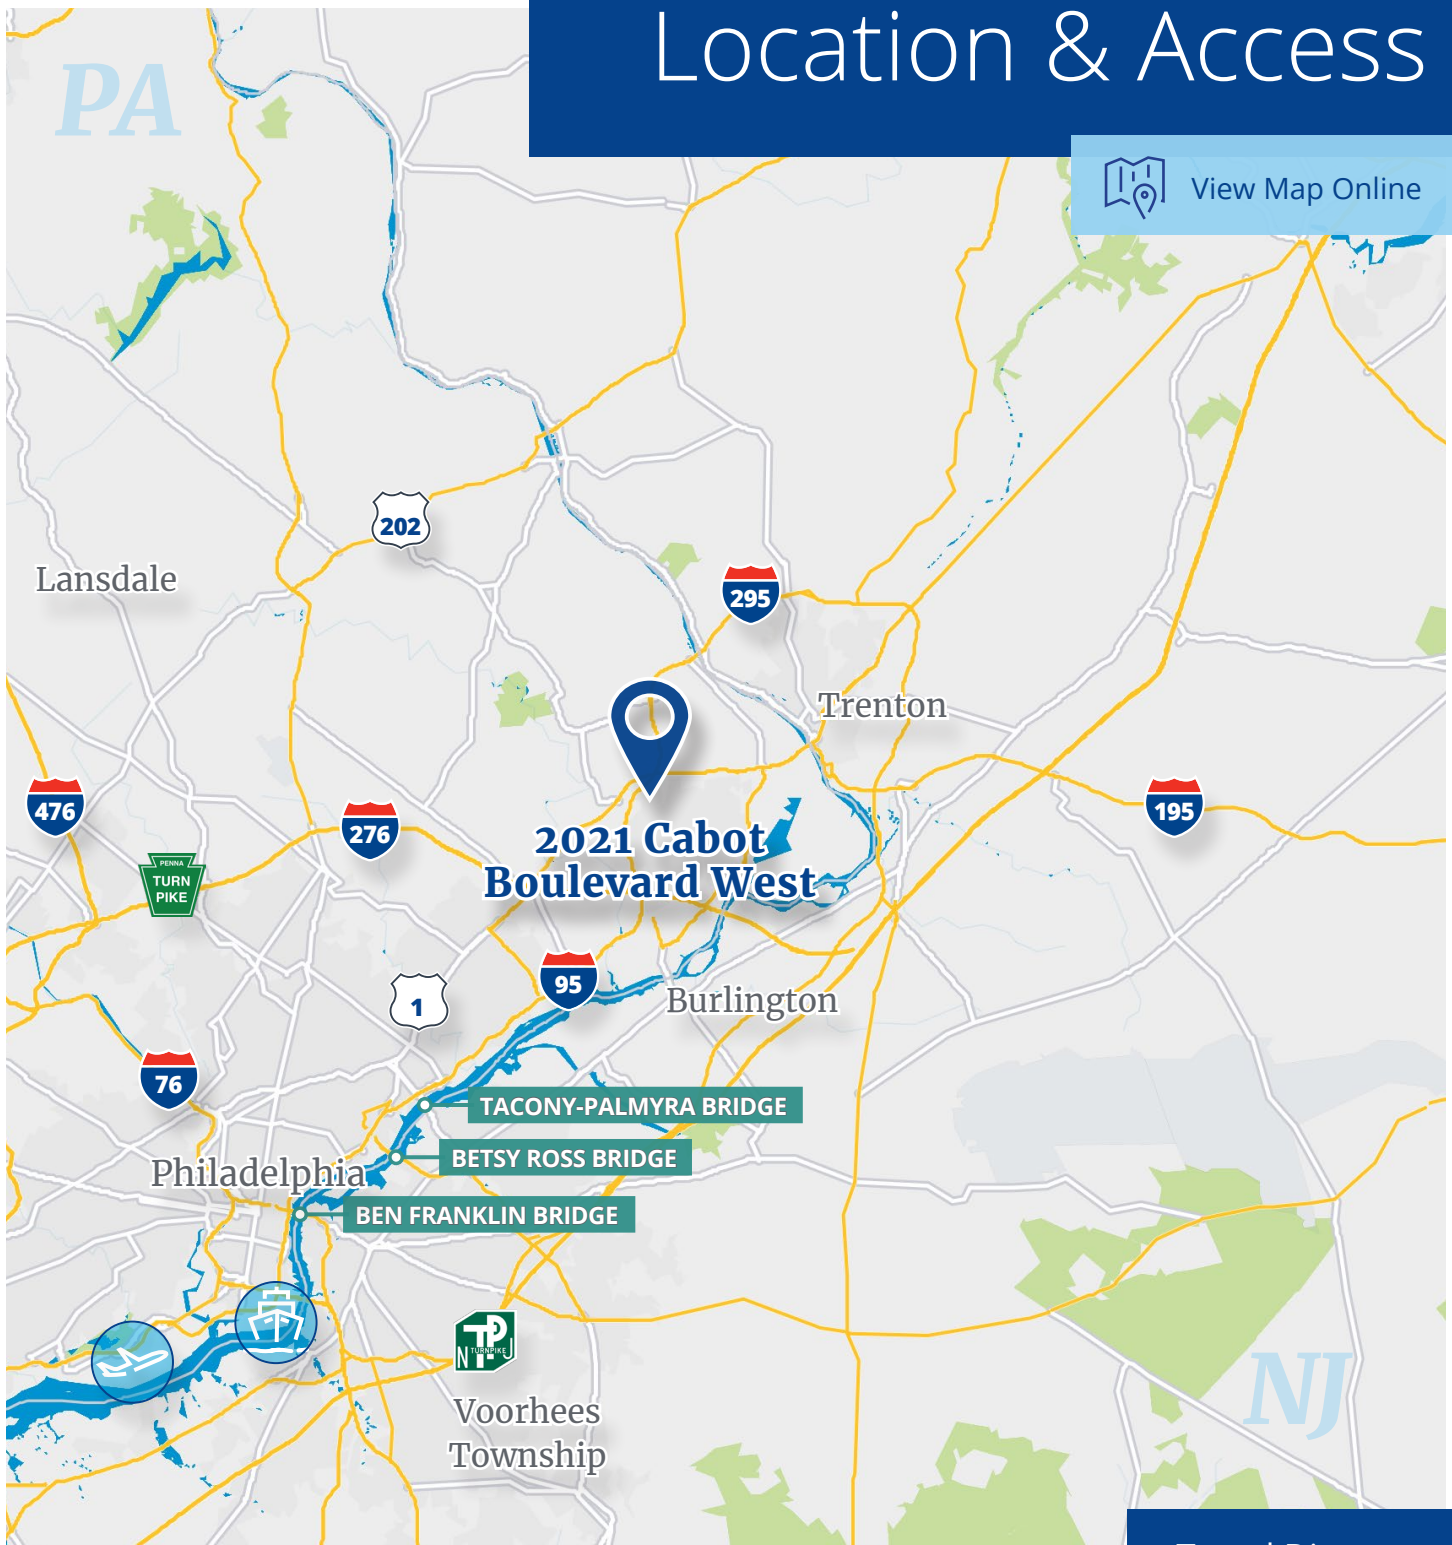 Location & Access
PA
View Map Online
202
Lansdale
295
Trenton
476
276
195
PENNA
TURN
PIKE
2021 Cabot
Boulevard West
95
1
Burlington
76
TACONY-PALMYRA BRIDGE
BETSY ROSS BRIDGE
Philadelphia
BEN FRANKLIN BRIDGE
NTPJ
TURNPIKE
NJ
Voorhees
Township